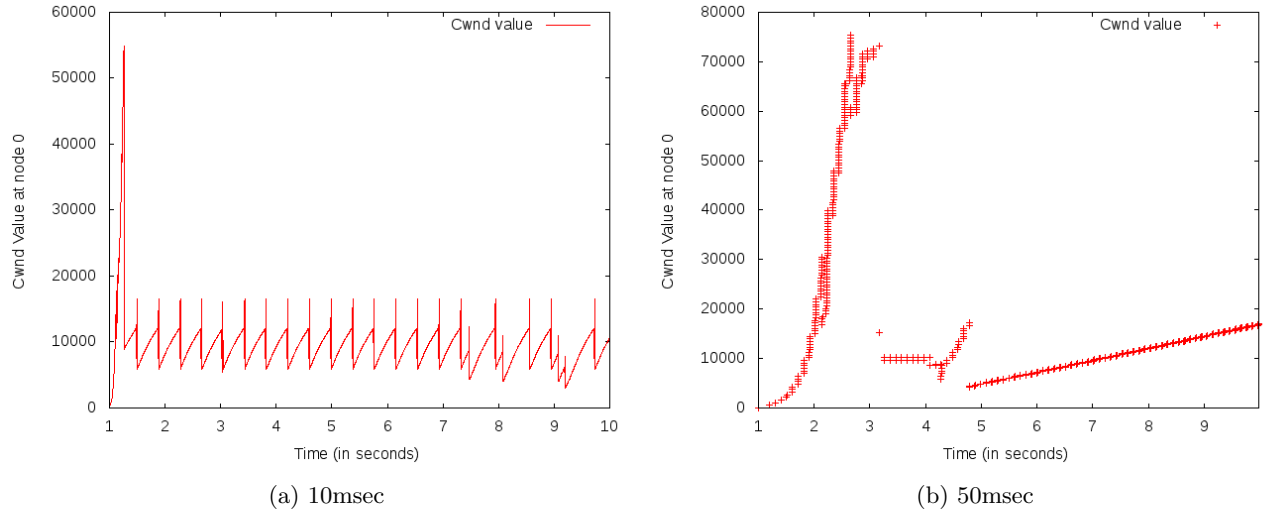 Cwnd value
60000
50000
40000
30000
20000
10000
0
Cwnd Value at node 0
1 2 3 4 5 6 7 8 9 10
Time (in seconds)
(a) 10msec
Cwnd value
80000
70000
60000
50000
40000
30000
20000
10000
0
Cwnd Value at node 0
1 2 3 4 5 6 7 8 9
Time (in seconds)
(b) 50msec